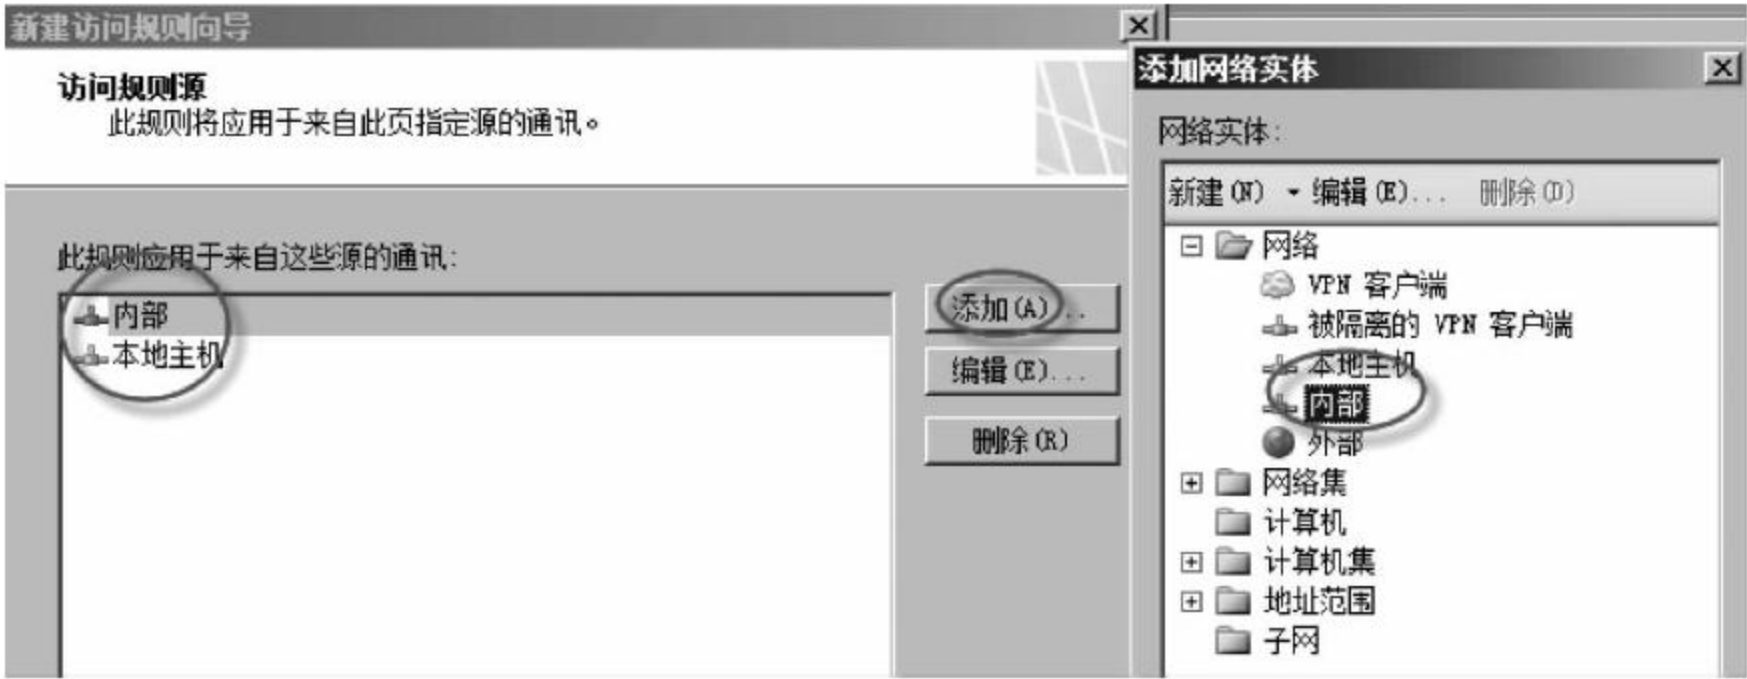 新建访问规则向导
访问规则源
此规则将应用于来自此页指定源的通讯。
此规则应用于来自这些源的通讯:
内部
本地主机
添加(A)...
编辑(E)...
删除(R)
添加网络实体
网络实体:
新建(N) 编辑(E)... 删除(D)
网络
VPN 客户端
被隔离的 VPN 客户端
本地主机
内部
外部
网络集
计算机
计算机集
地址范围
子网